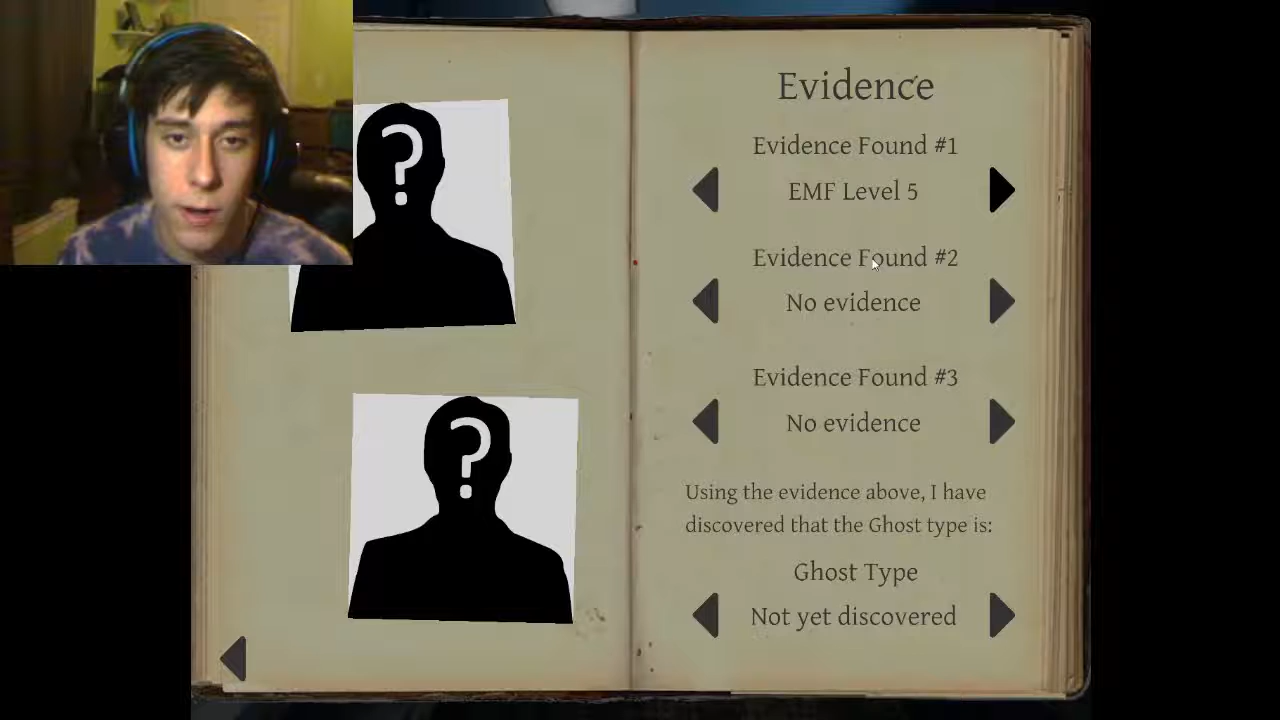 Evidence
Evidence Found #1
EMF Level 5
Evidence Found #2
No evidence
Evidence Found #3
No evidence
Using the evidence above, I have
discovered that the Ghost type is:
Ghost Type
Not yet discovered
?
?